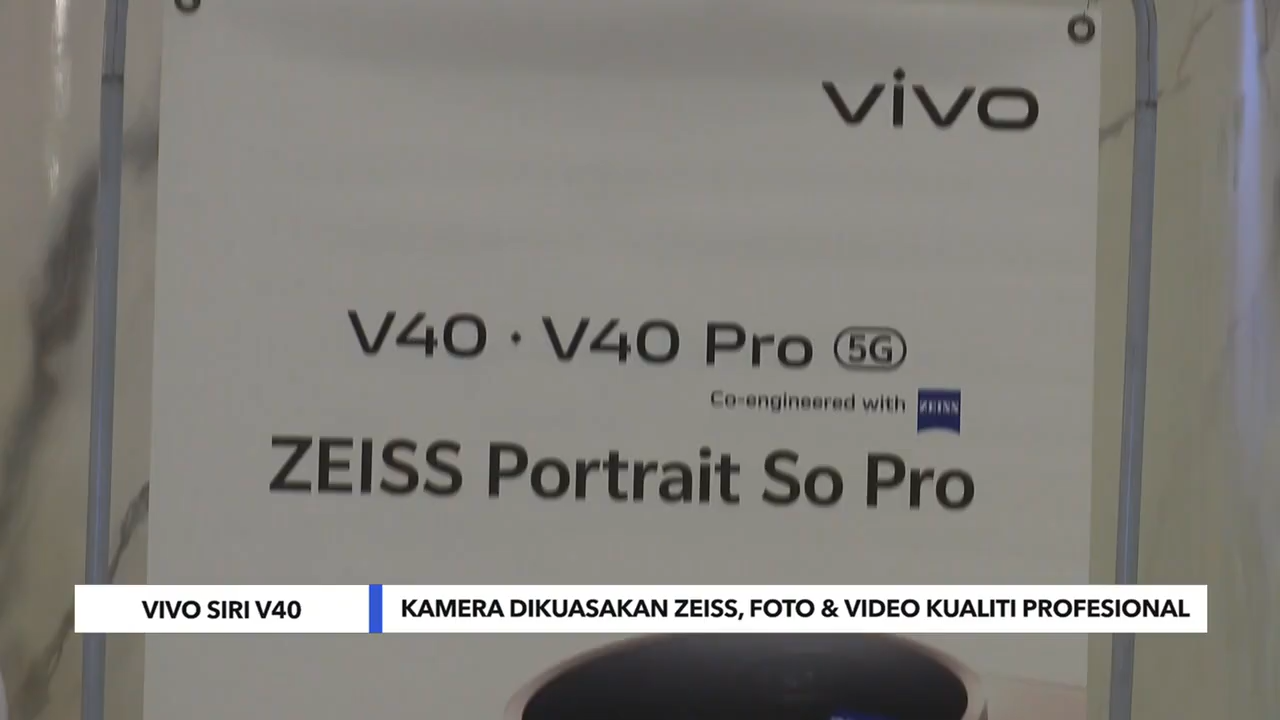 vivo
V40 · V40 Pro 5G
Co-engineered with ZEISS
ZEISS Portrait So Pro
VIVO SIRI V40
KAMERA DIKUASAKAN ZEISS, FOTO & VIDEO KUALITI PROFESIONAL